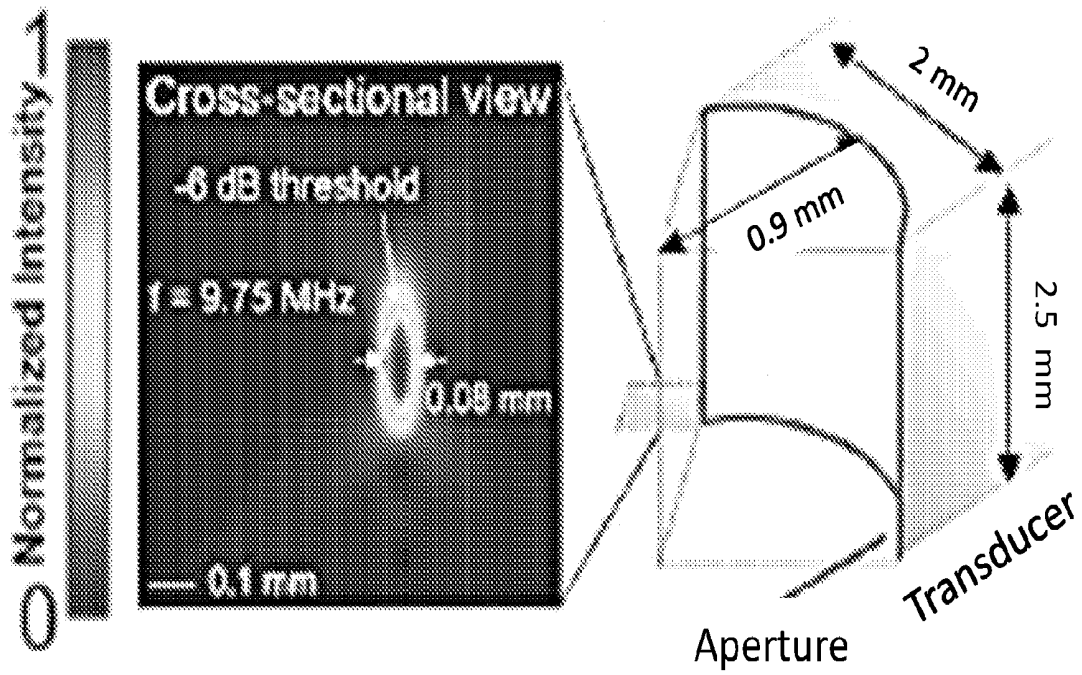 1
Normalized Intensity
0
Cross-sectional view
-6 dB threshold
f = 9.75 MHz
0.08 mm
0.1 mm
2 mm
0.9 mm
2.5 mm
Transducer
Aperture